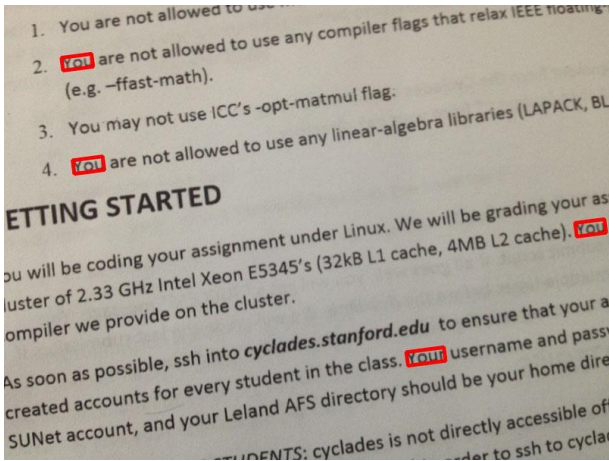 1. You are not allowed to
2. You are not allowed to use any compiler flags that relax IEEE floating
(e.g. –ffast-math).
3. You may not use ICC's -opt-matmul flag.
4. You are not allowed to use any linear-algebra libraries (LAPACK, BL
ETTING STARTED
ou will be coding your assignment under Linux. We will be grading your as
luster of 2.33 GHz Intel Xeon E5345's (32kB L1 cache, 4MB L2 cache). You
ompiler we provide on the cluster.
As soon as possible, ssh into cyclades.stanford.edu to ensure that your a
created accounts for every student in the class. Your username and pass
SUNet account, and your Leland AFS directory should be your home dire
TUDENTS: cyclades is not directly accessible of
order to ssh to cycla